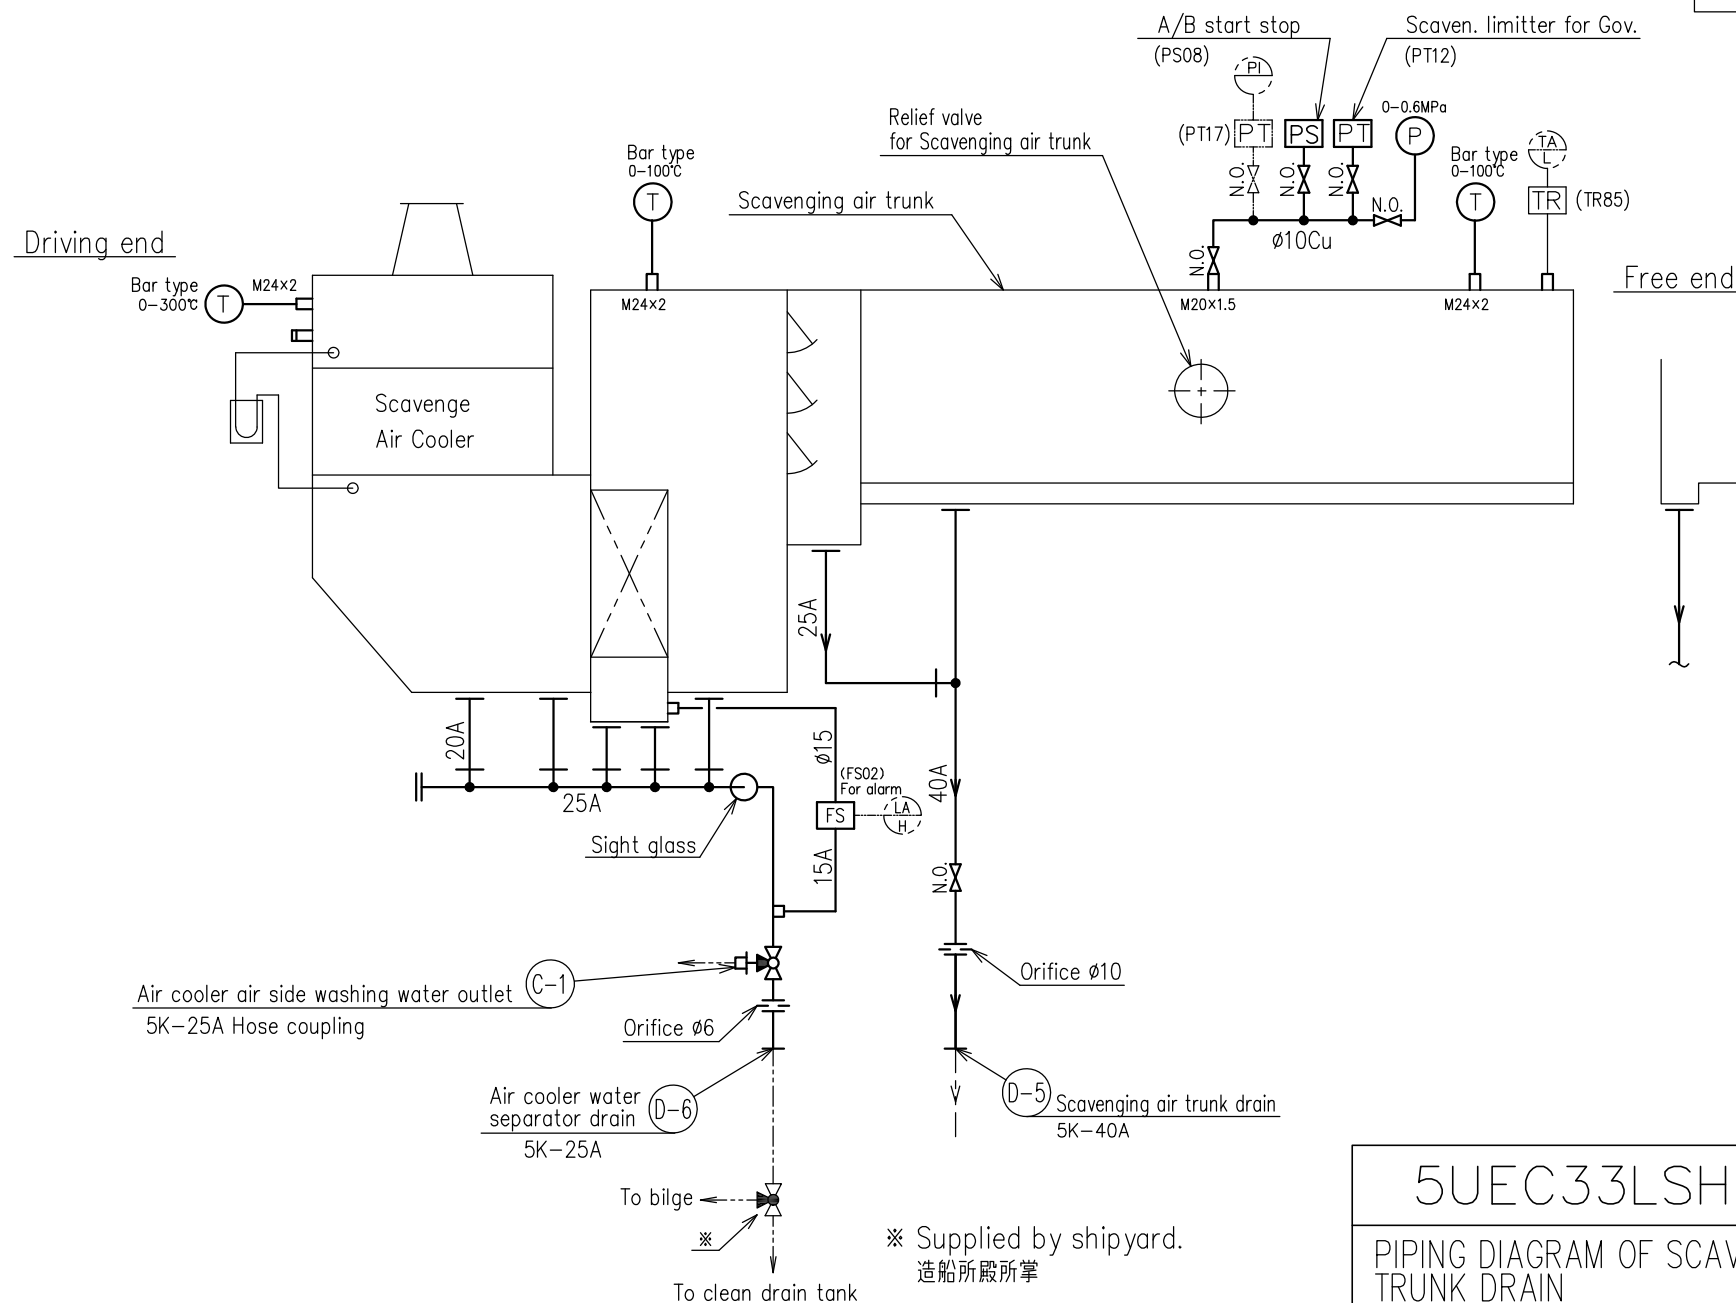 A/B start stop
(PS08)
Scaven. limitter for Gov.
(PT12)
PI
0-0.6MPa
Relief valve
for Scavenging air trunk
(PT17)
PT
PS
PT
P
TA
L
Bar type
0-100℃
T
Bar type
0-100℃
T
TR
(TR85)
N.O.
N.O.
N.O.
N.O.
Scavenging air trunk
ø10Cu
Driving end
N.O.
Free end
Bar type
0-300℃
T
M24×2
M24×2
M20×1.5
M24×2
Scavenge
Air Cooler
25A
20A
ø15
(FS02)
For alarm
40A
25A
FS
LA
H
Sight glass
15A
N.O.
Orifice ø10
C-1
Air cooler air side washing water outlet
5K-25A Hose coupling
Orifice ø6
Air cooler water
separator drain
D-6
5K-25A
D-5
Scavenging air trunk drain
5K-40A
To bilge
※
※ Supplied by shipyard.
造船所殿所掌
To clean drain tank
5UEC33LSH
PIPING DIAGRAM OF SCAV
TRUNK DRAIN